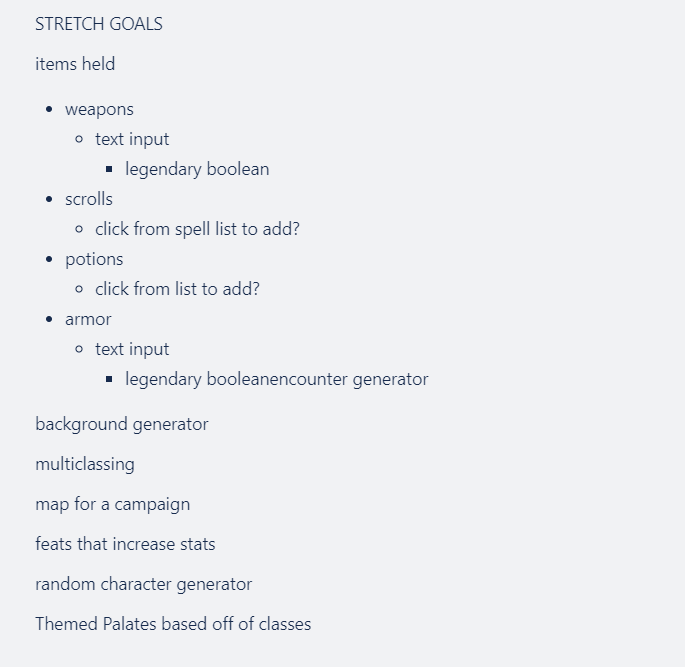 STRETCH GOALS
items held
weapons
text input
legendary boolean
scrolls
click from spell list to add?
potions
click from list to add?
armor
text input
legendary booleanencounter generator
background generator
multiclassing
map for a campaign
feats that increase stats
random character generator
Themed Palates based off of classes